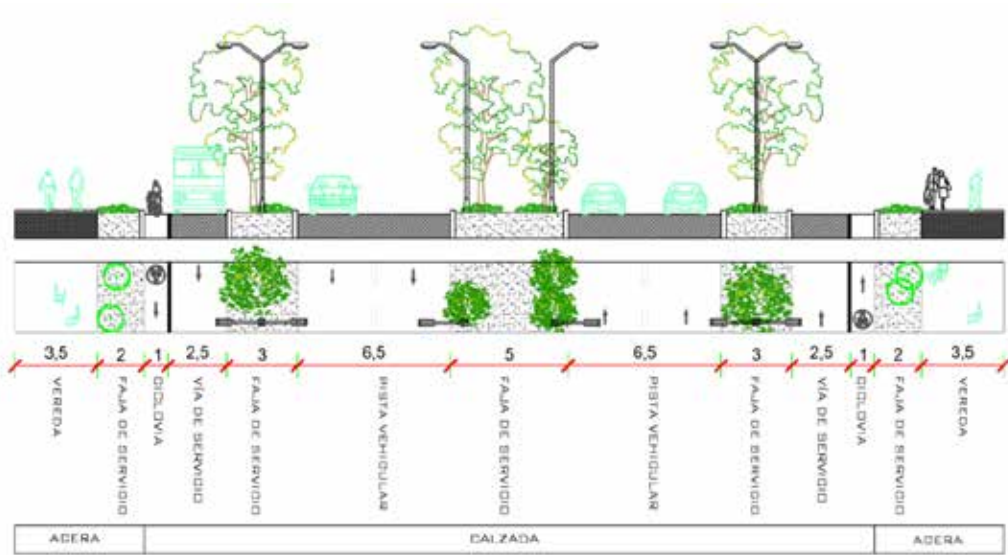 3,5 2 1 2,5 3 6,5 5 6,5 3 2,5 1 2 3,5
VEREDA
FAJA DE SERVICIO
CICLOVIA
VÍA DE SERVICIO
FAJA DE SERVICIO
PISTA VEHICULAR
FAJA DE SERVICIO
PISTA VEHICULAR
FAJA DE SERVICIO
VÍA DE SERVICIO
CICLOVIA
FAJA DE SERVICIO
VEREDA
ACERA CALZADA ACERA